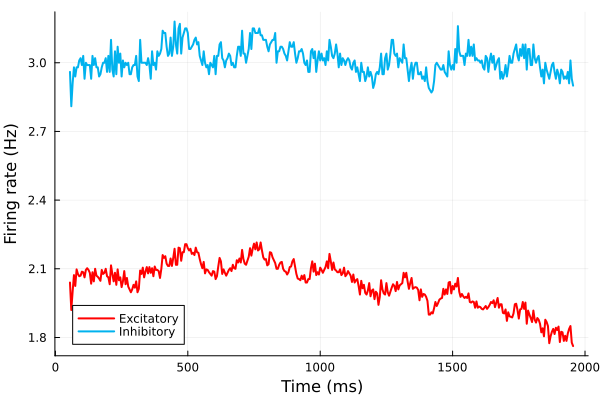 Firing rate (Hz)
3.0
2.7
2.4
2.1
1.8
Excitatory
Inhibitory
0
500
1000
1500
2000
Time (ms)